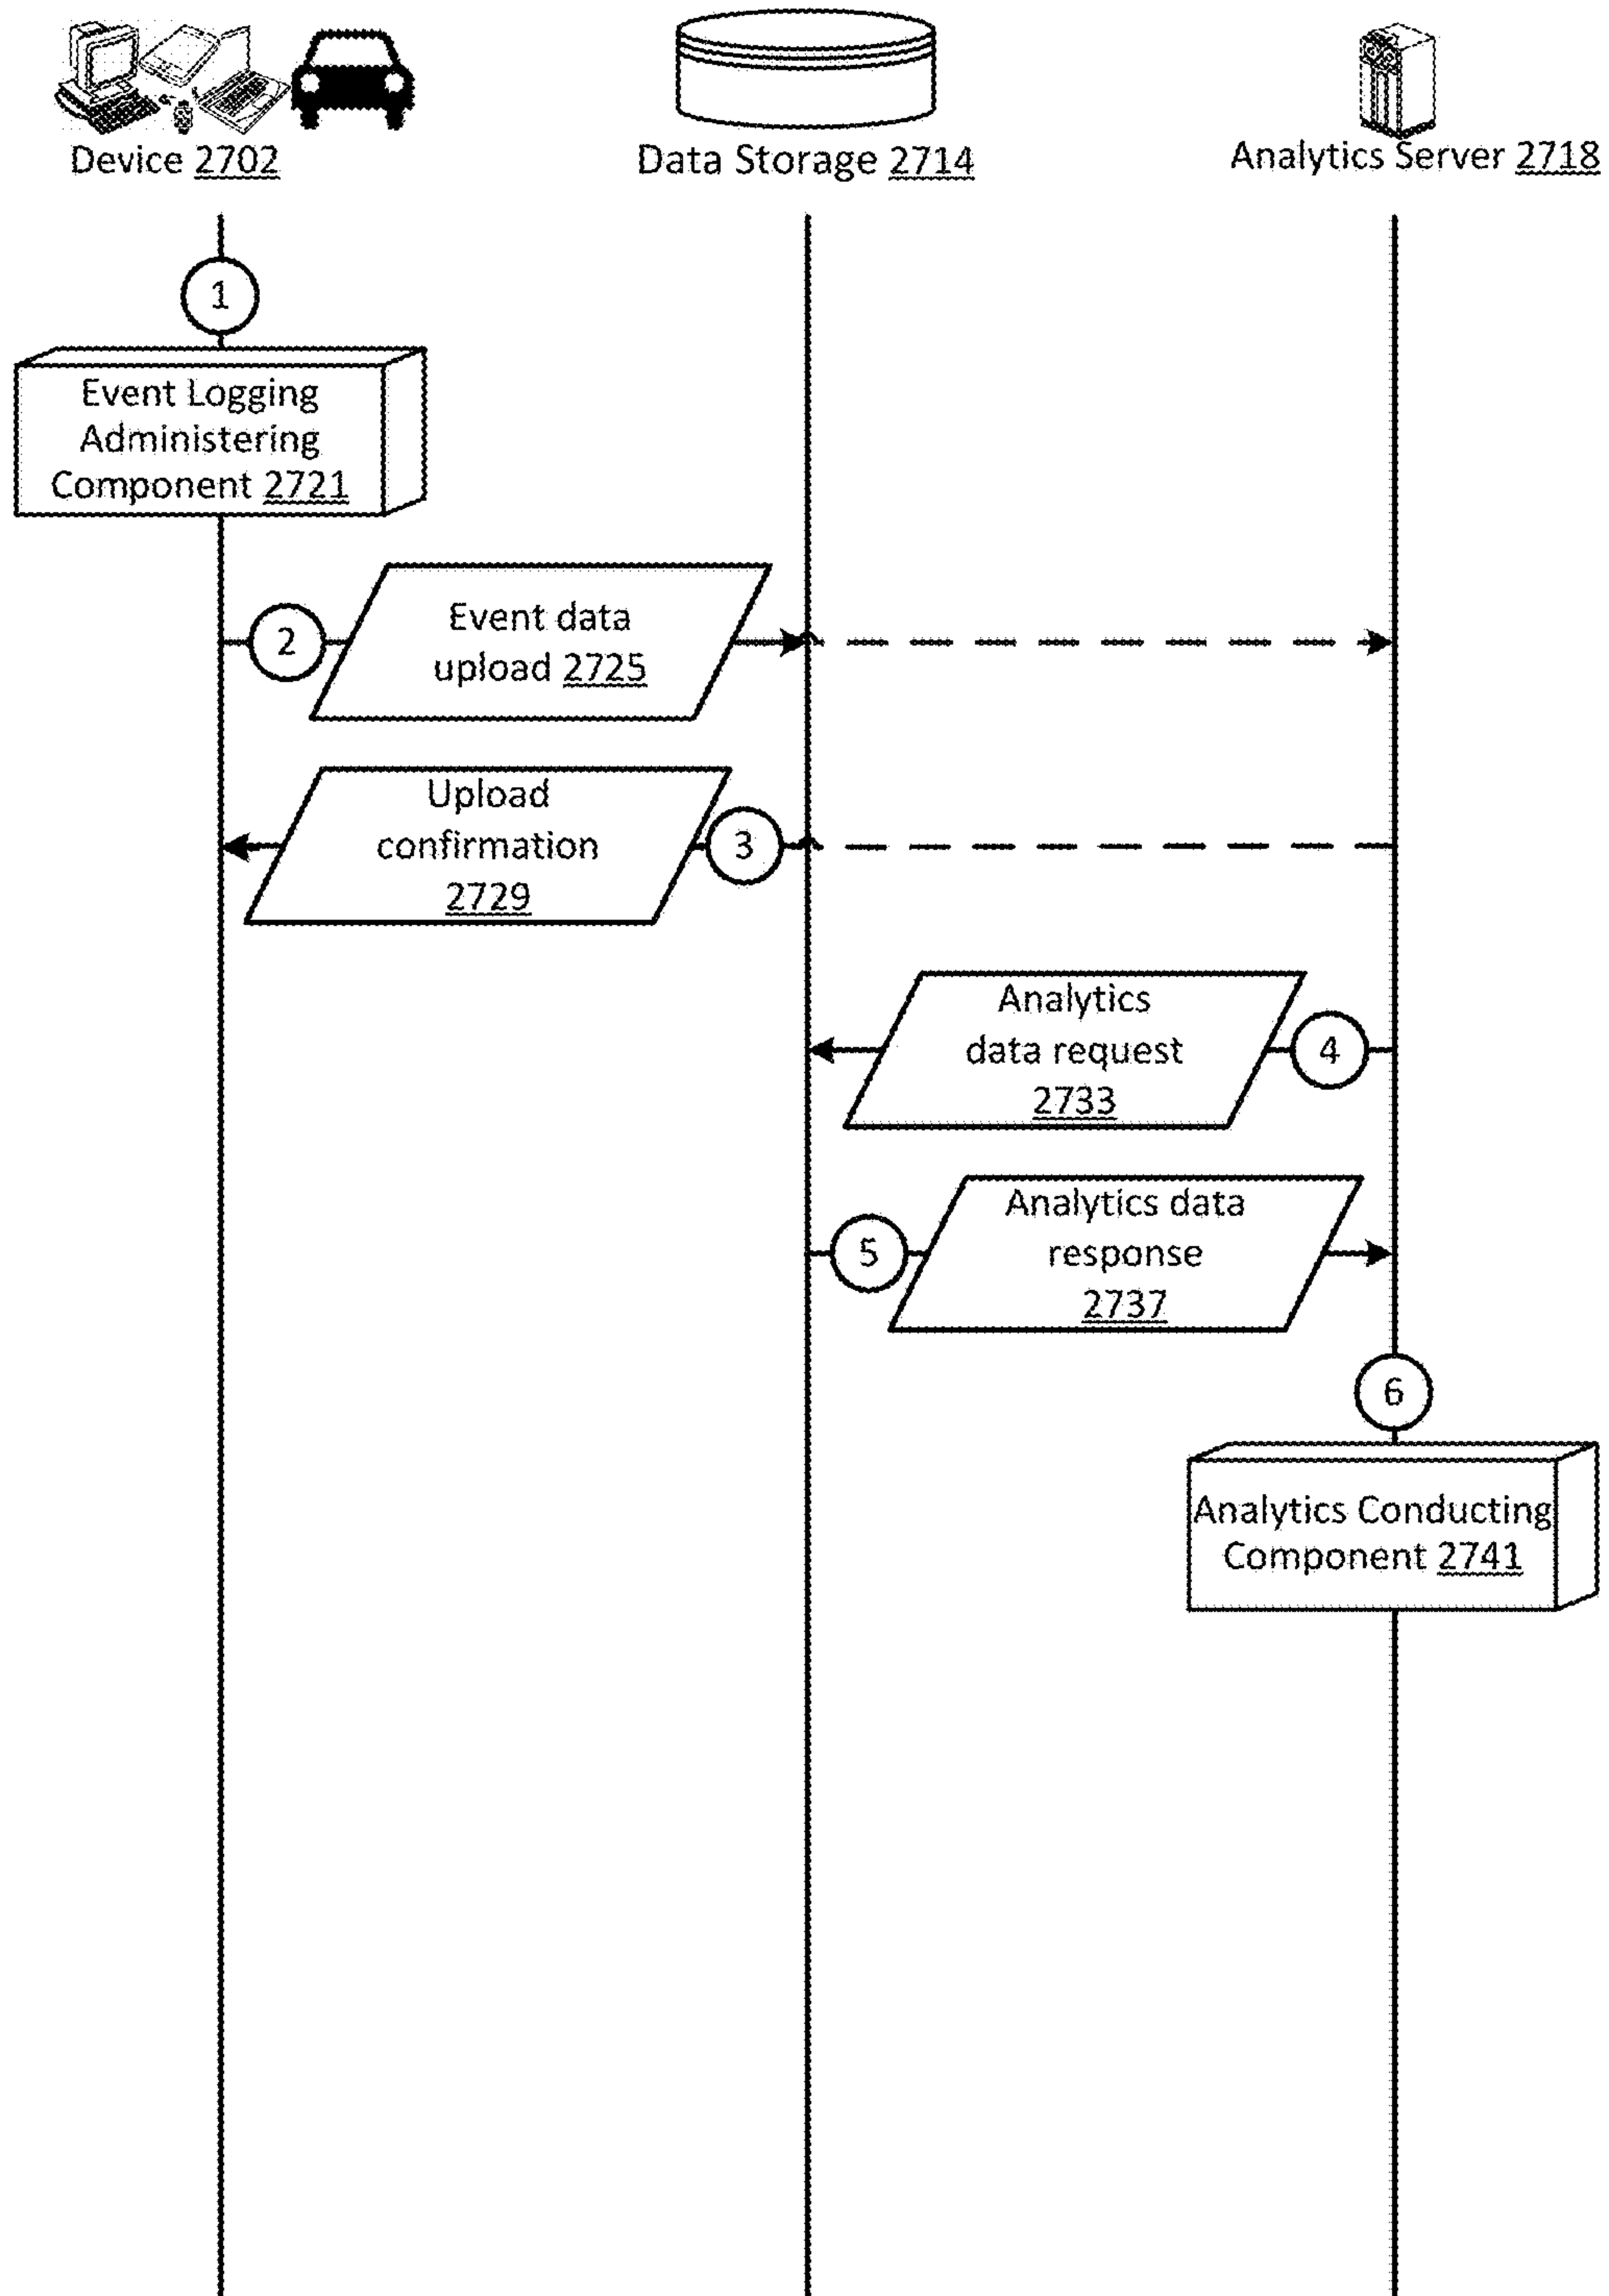 Device 2702
Data Storage 2714
Analytics Server 2718
1
Event Logging
Administering
Component 2721
2
Event data
upload 2725
Upload
confirmation
2729
3
Analytics
data request
2733
4
5
Analytics data
response
2737
6
Analytics Conducting
Component 2741